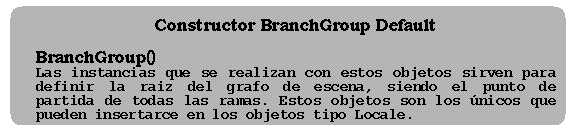 Constructor BranchGroup Default
BranchGroup()
Las instancias que se realizan con estos objetos sirven para
definir la raiz del grafo de escena, siendo el punto de
partida de todas las ramas. Estos objetos son los únicos que
pueden insertarce en los objetos tipo Locale.